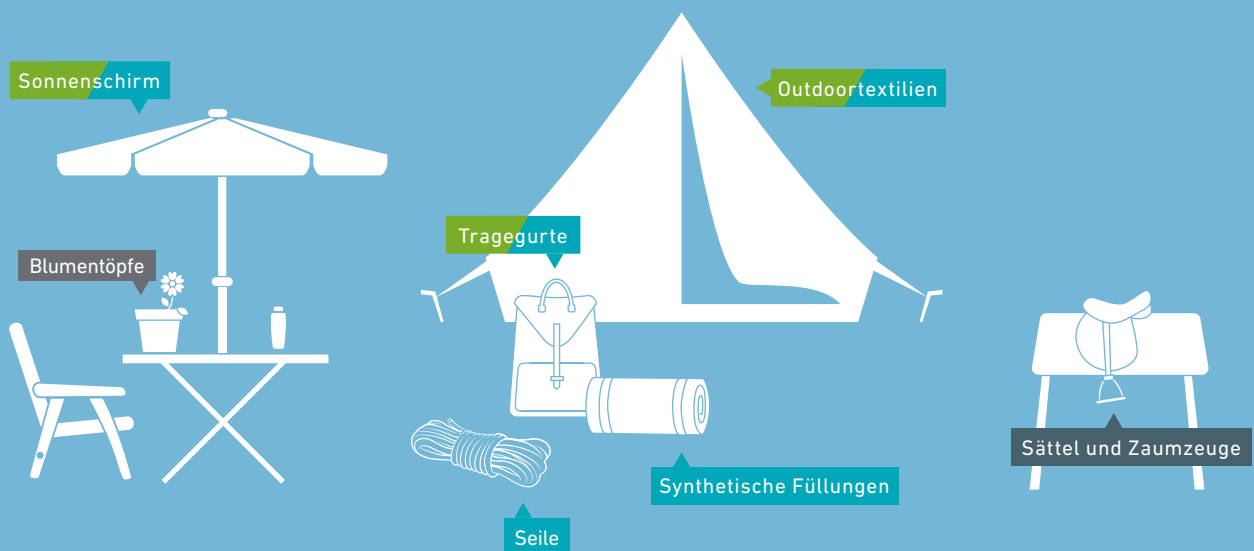 Sonnenschirm
Outdoortextilien
Tragegurte
Blumentöpfe
Sättel und Zaumzeuge
Synthetische Füllungen
Seile